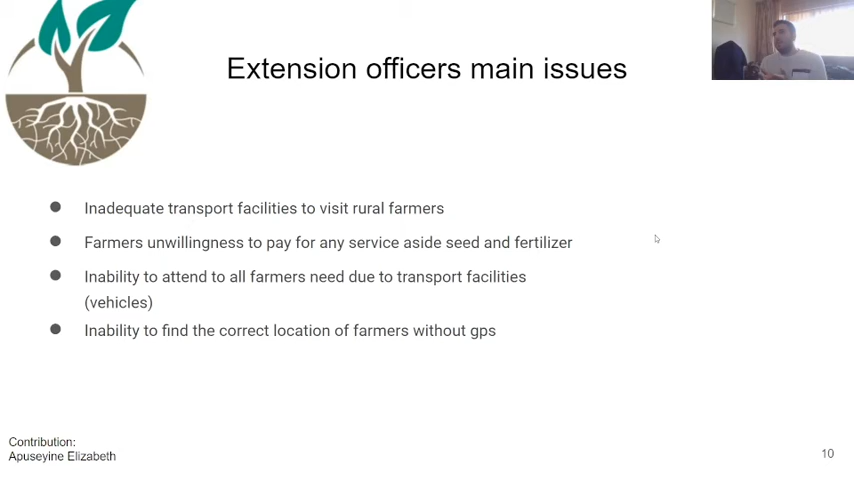 Extension officers main issues
Inadequate transport facilities to visit rural farmers
Farmers unwillingness to pay for any service aside seed and fertilizer
Inability to attend to all farmers need due to transport facilities
(vehicles)
Inability to find the correct location of farmers without gps
Contribution:
Apuseyine Elizabeth
10